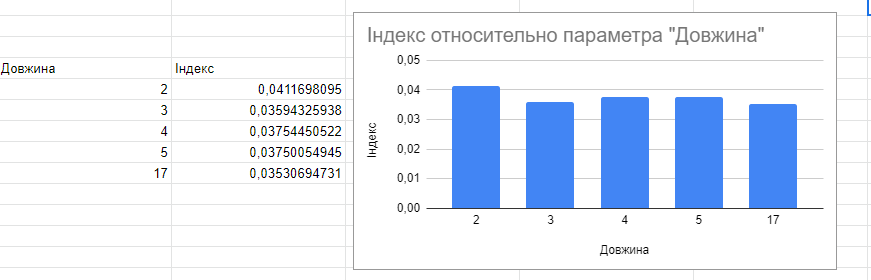 Довжина Індекс
2 0,0411698095
3 0,03594325938
4 0,03754450522
5 0,03750054945
17 0,03530694731
Індекс относительно параметра "Довжина"
Індекс
0,05
0,04
0,03
0,02
0,01
0,00
2 3 4 5 17
Довжина